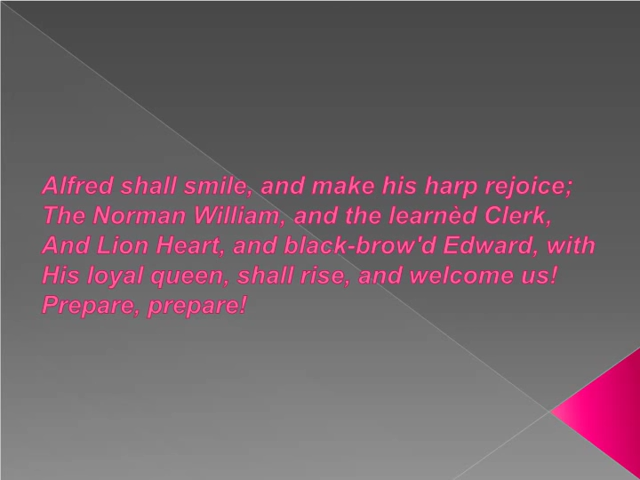 Alfred shall smile, and make his harp rejoice;
The Norman William, and the learnèd Clerk,
And Lion Heart, and black-brow'd Edward, with
His loyal queen, shall rise, and welcome us!
Prepare, prepare!